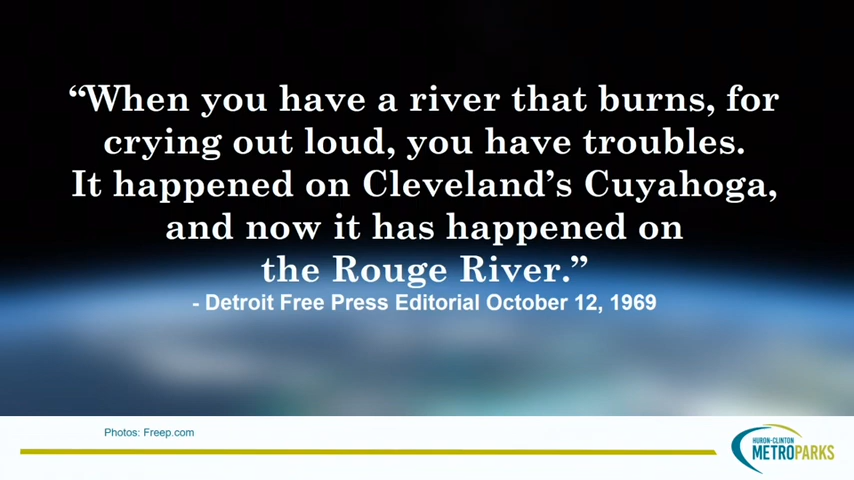 “When you have a river that burns, for
crying out loud, you have troubles.
It happened on Cleveland’s Cuyahoga,
and now it has happened on
the Rouge River.”
- Detroit Free Press Editorial October 12, 1969
Photos: Freep.com
HURON-CLINTON
METROPARKS